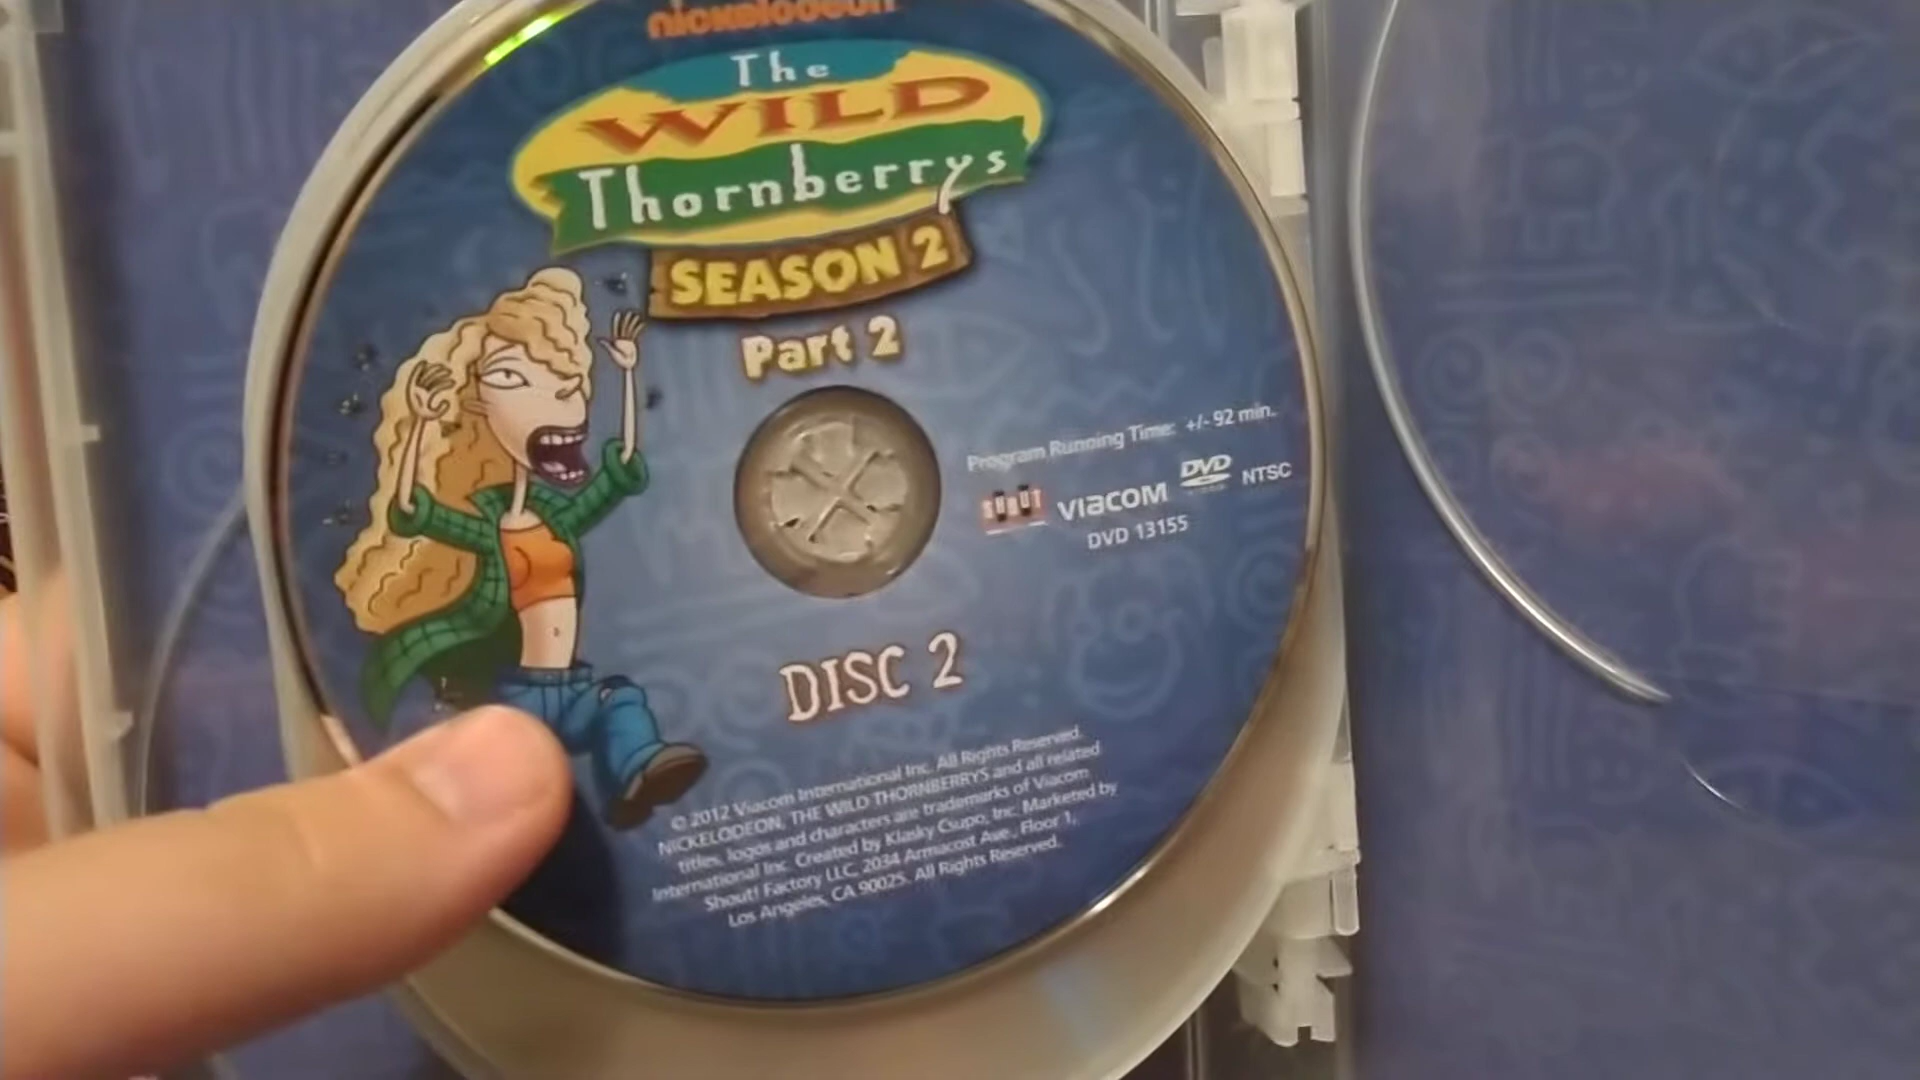 nickelodeon
The
WILD
Thornberrys
SEASON 2
Part 2
Program Running Time: +/- 92 min.
SHOUT VIACOM DVD NTSC
DVD 13155
DISC 2
© 2012 Viacom International Inc. All Rights Reserved.
NICKELODEON, THE WILD THORNBERRYS and all related
titles, logos and characters are trademarks of Viacom
International Inc. Created by Klasky Csupo, Inc. Marketed by
Shout! Factory LLC, 2034 Armacost Ave., Floor 1,
Los Angeles, CA 90025. All Rights Reserved.